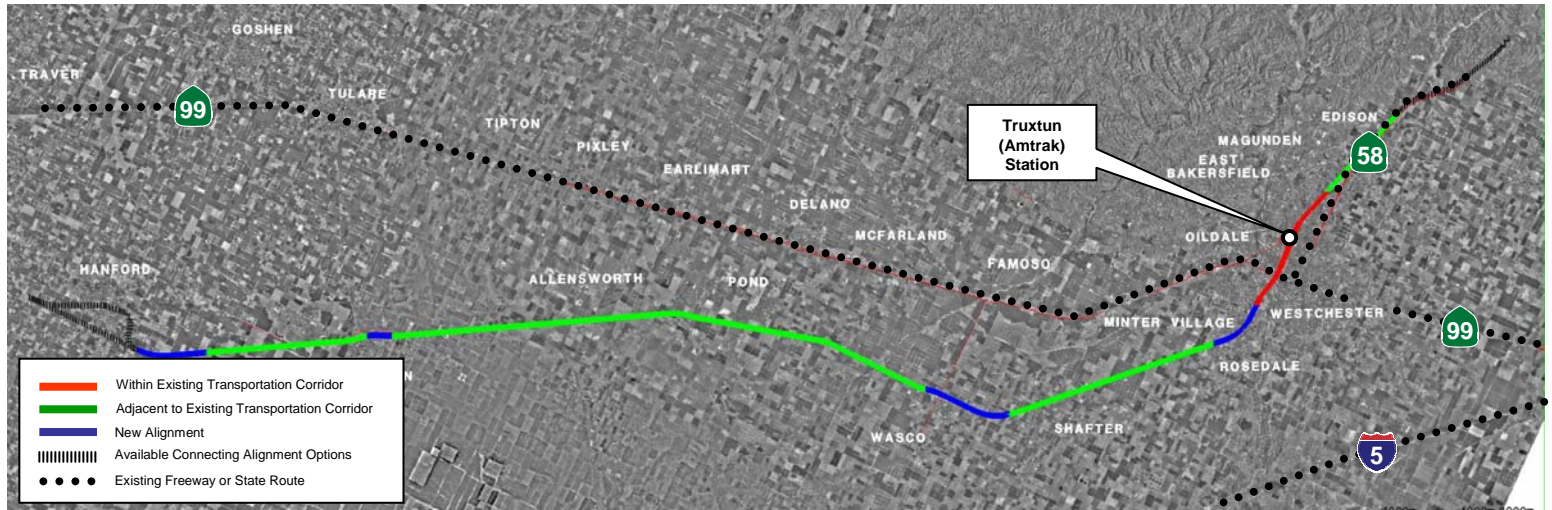 GOSHEN
TRAVER
99
TULARE
TIPTON
PIXLEY
EARLIMART
DELANO
MCFARLAND
FAMOSO
Truxtun
(Amtrak)
Station
EDISON
MAGUNDEN
58
EAST
BAKERSFIELD
OILDALE
HANFORD
ALLENSWORTH
POND
MINTER VILLAGE
WESTCHESTER
99
ROSEDALE
WASCO
SHAFTER
5
Within Existing Transportation Corridor
Adjacent to Existing Transportation Corridor
New Alignment
Available Connecting Alignment Options
Existing Freeway or State Route